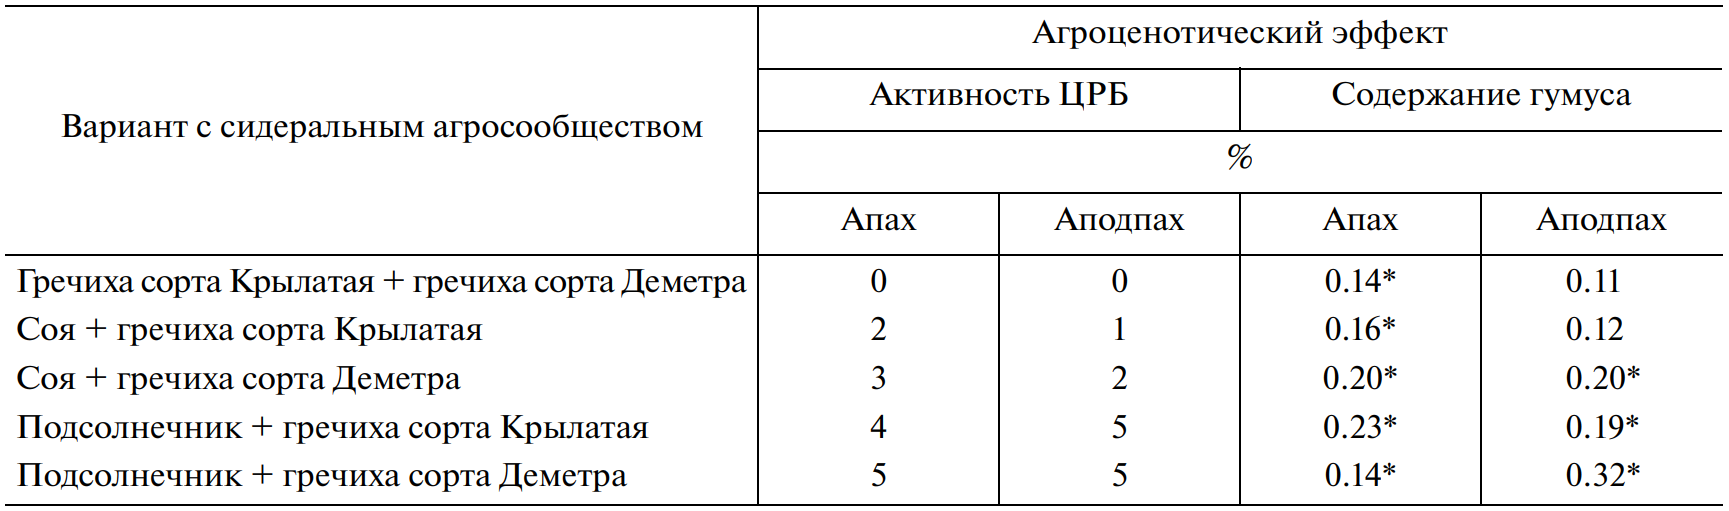 Агроценотический эффект
Активность ЦРБ Содержание гумуса
Вариант с сидеральным агросообществом
%
Апах Аподпах Апах Аподпах
Гречиха сорта Крылатая + гречиха сорта Деметра 0 0 0.14* 0.11
Соя + гречиха сорта Крылатая 2 1 0.16* 0.12
Соя + гречиха сорта Деметра 3 2 0.20* 0.20*
Подсолнечник + гречиха сорта Крылатая 4 5 0.23* 0.19*
Подсолнечник + гречиха сорта Деметра 5 5 0.14* 0.32*